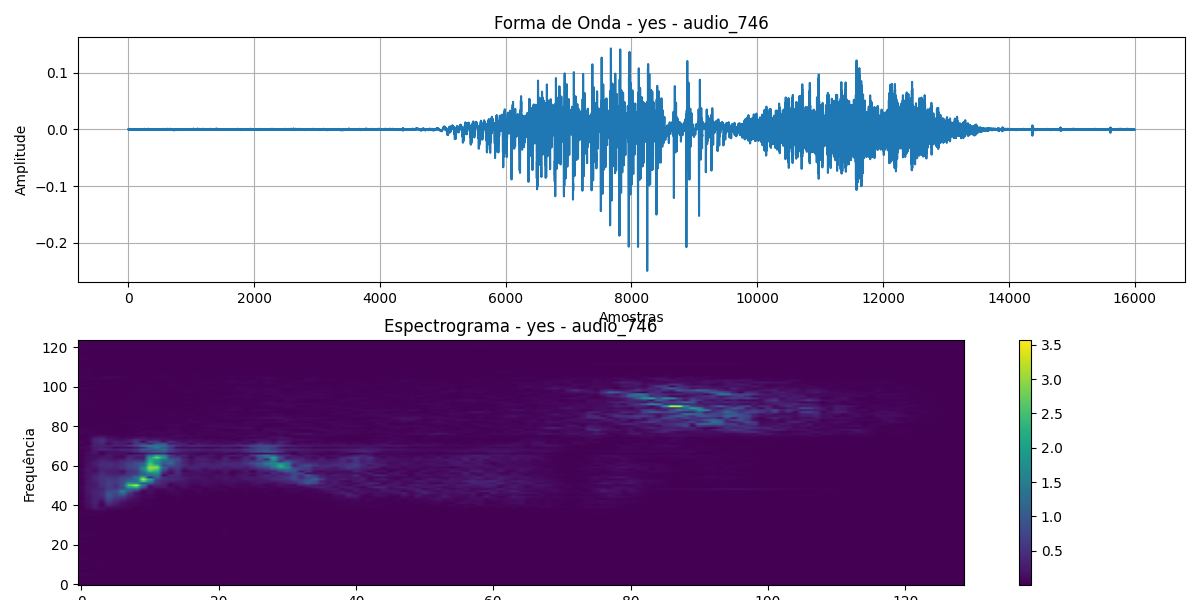 Forma de Onda - yes - audio_746
Amplitude
0.1
0.0
−0.1
−0.2
0 2000 4000 6000 8000 10000 12000 14000 16000
Amostras
Espectrograma - yes - audio_746
Frequência
120
100
80
60
40
20
0
0 20 40 60 80 100 120
3.5
3.0
2.5
2.0
1.5
1.0
0.5